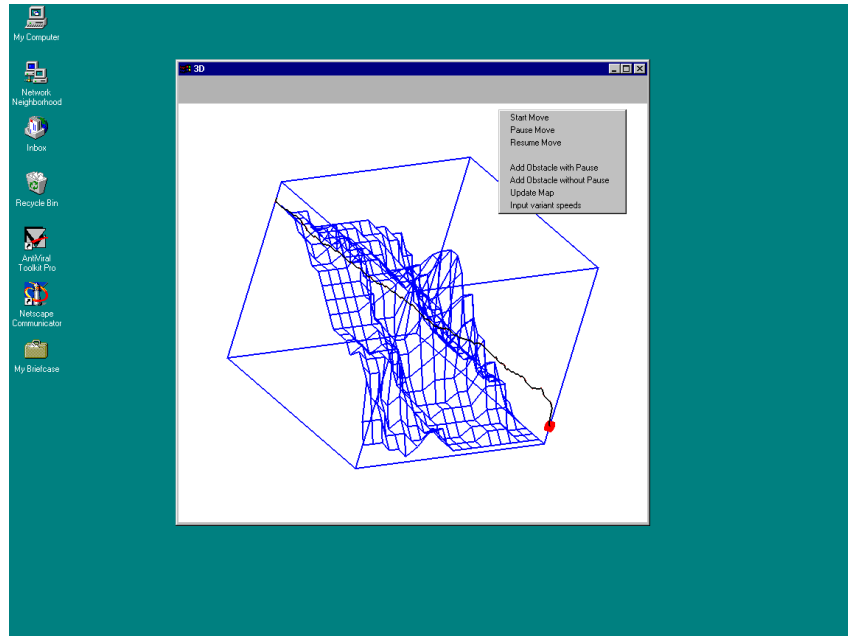 My Computer
Network
Neighborhood
Inbox
Recycle Bin
AntiViral
Toolkit Pro
Netscape
Communicator
My Briefcase
3D
Start Move
Pause Move
Resume Move
Add Obstacle with Pause
Add Obstacle without Pause
Update Map
Input variant speeds